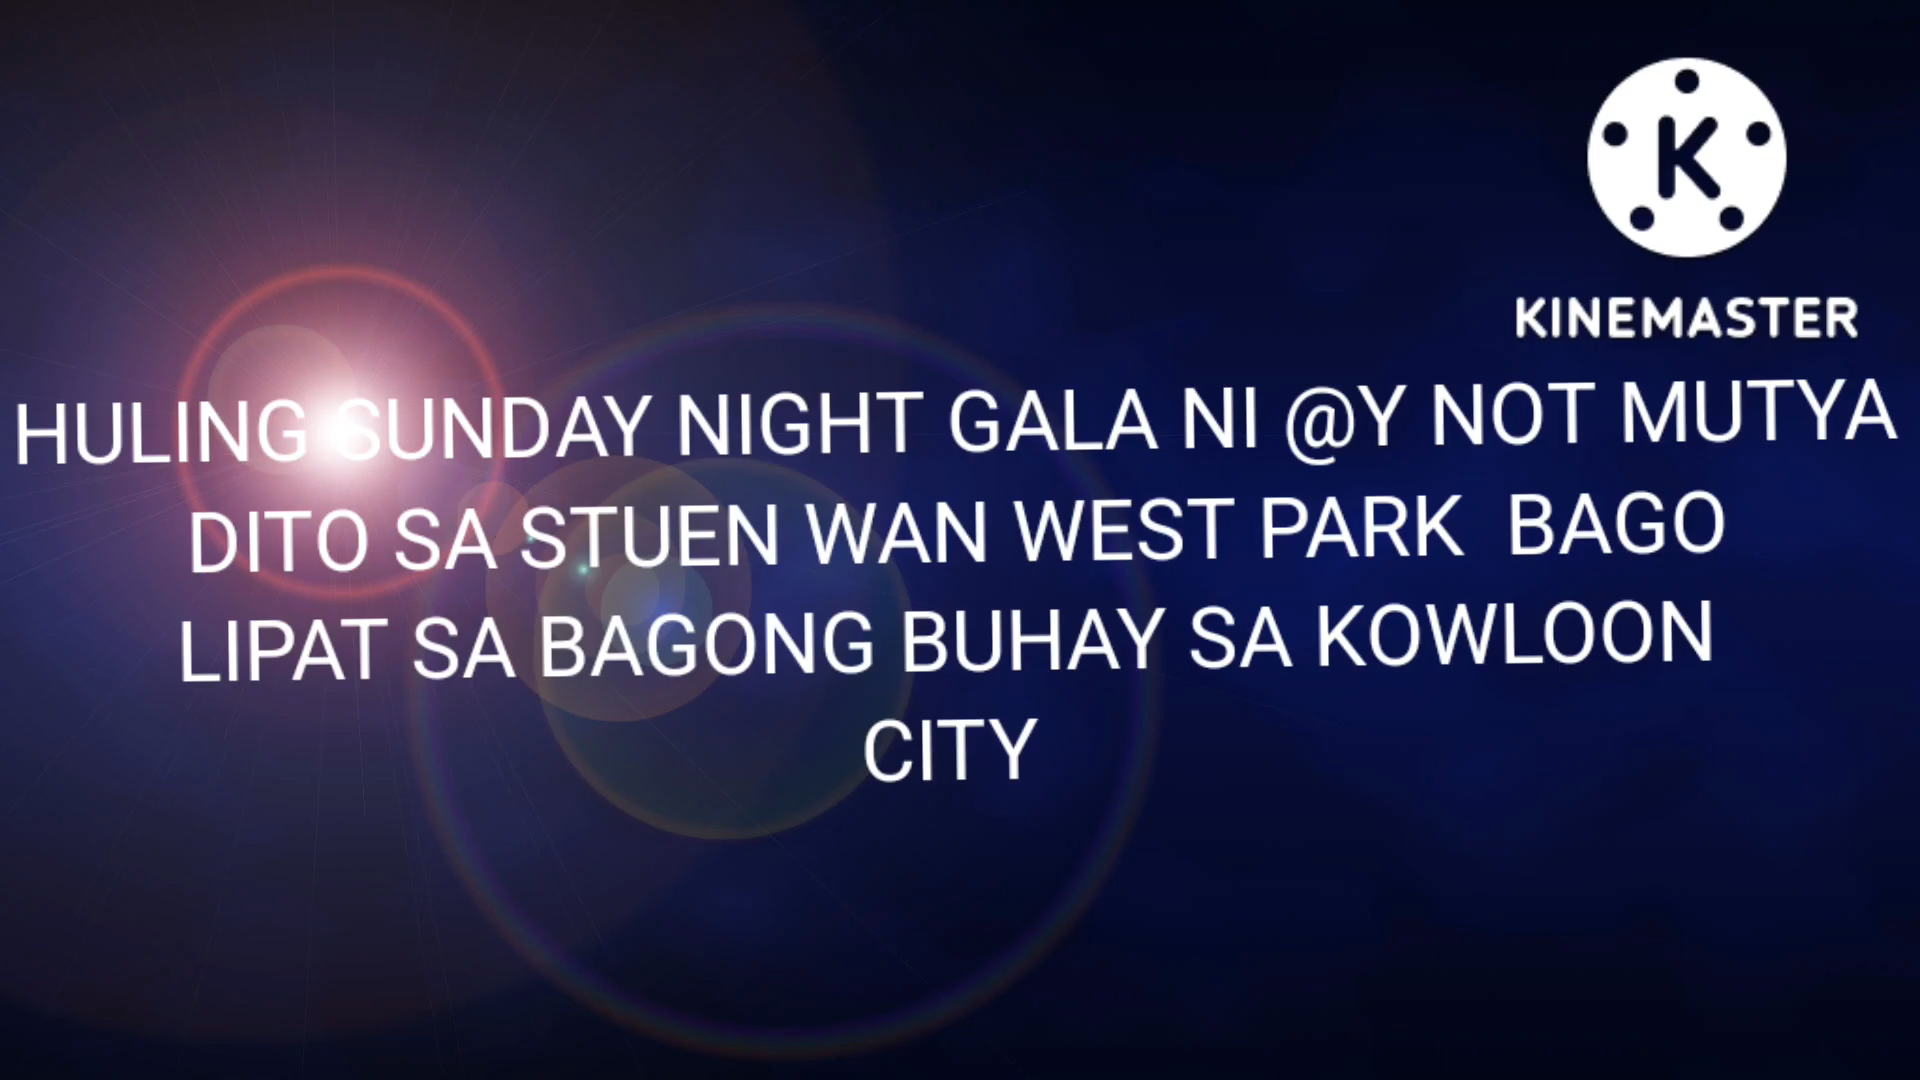 K
KINEMASTER
HULING SUNDAY NIGHT GALA NI @Y NOT MUTYA
DITO SA STUEN WAN WEST PARK  BAGO
LIPAT SA BAGONG BUHAY SA KOWLOON
CITY